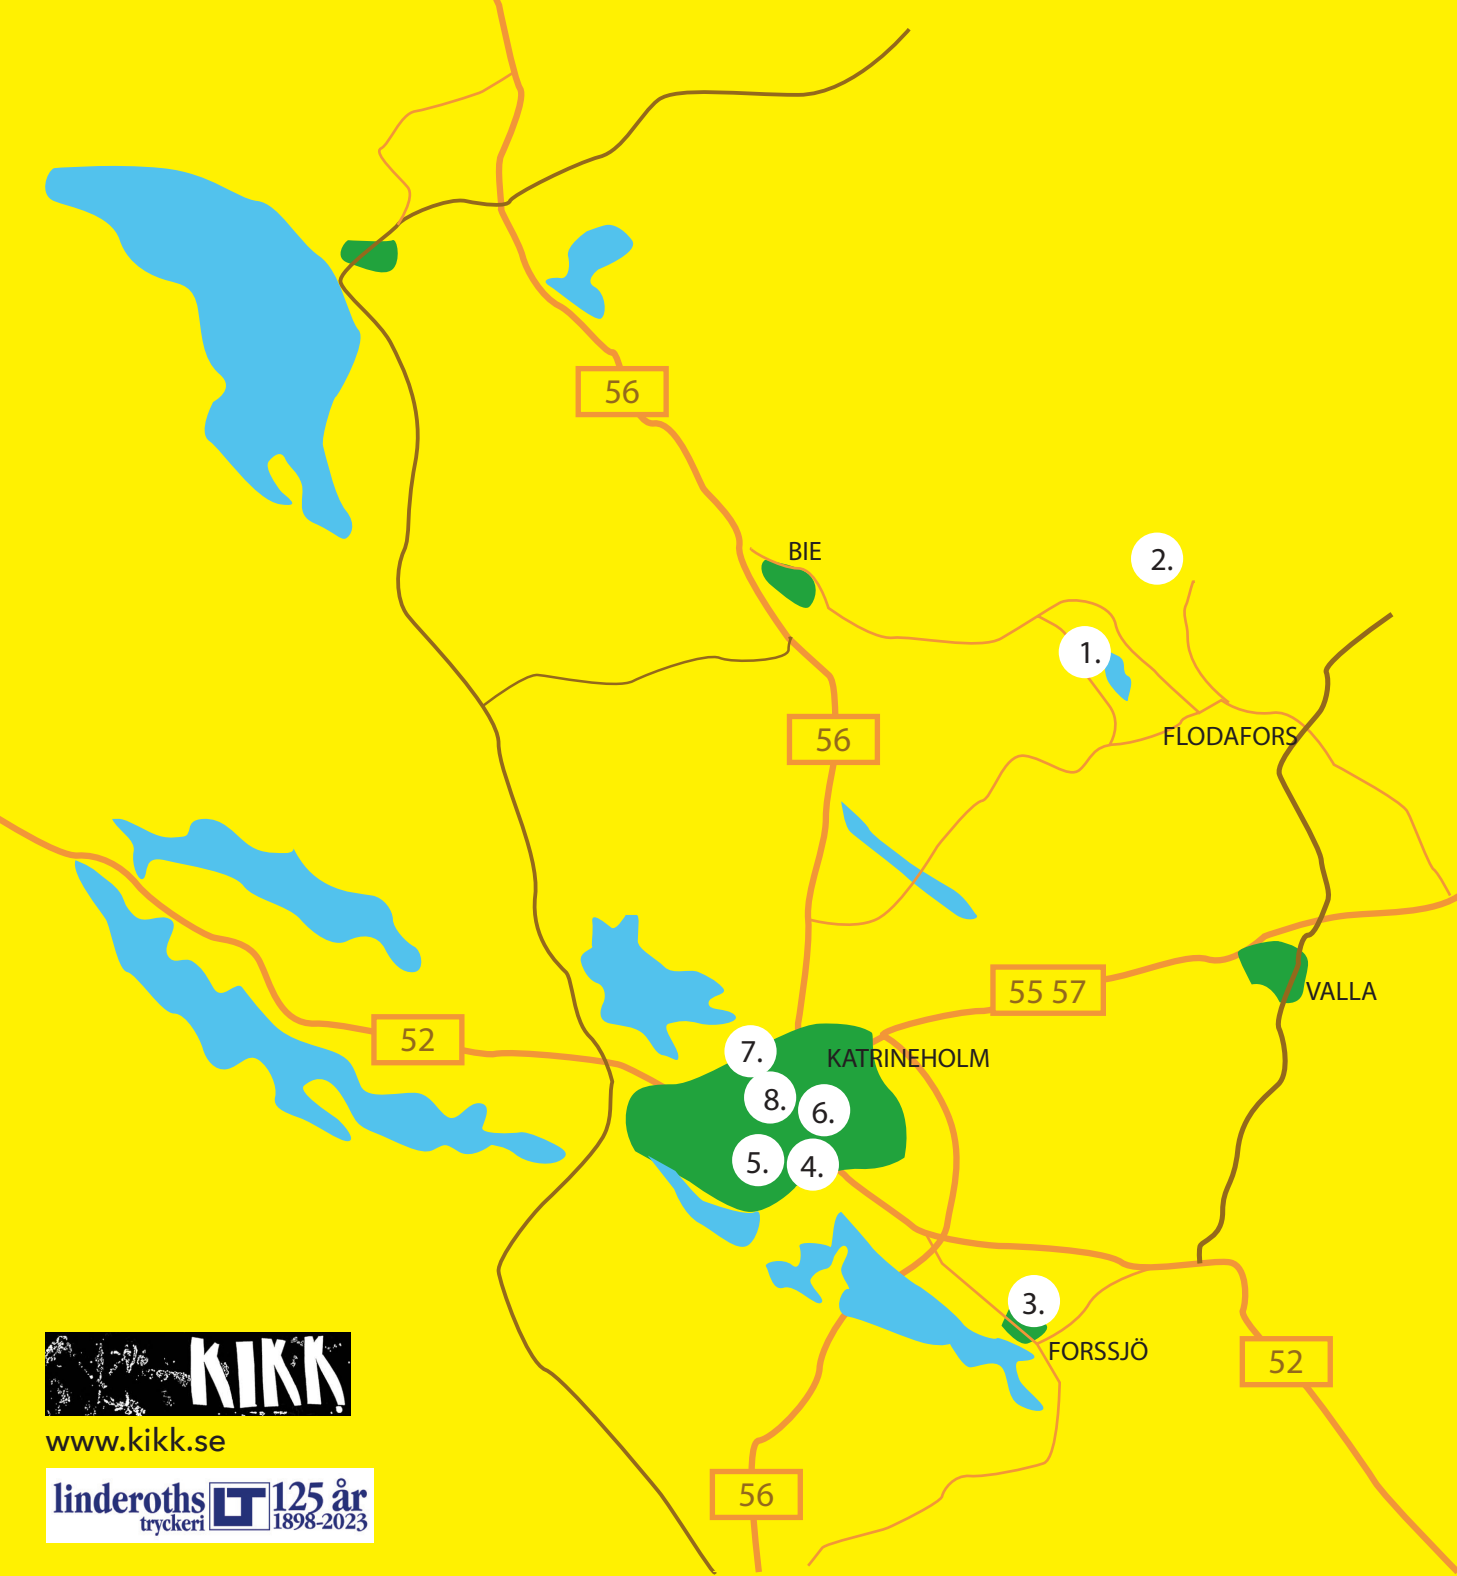 56
BIE
2.
1.
56
FLODAFORS
55 57
VALLA
52
7.
KATRINEHOLM
8.
6.
5.
4.
3.
FORSSJÖ
52
56
KIKK.
www.kikk.se
linderoths
tryckeri
LT
125 år
1898-2023